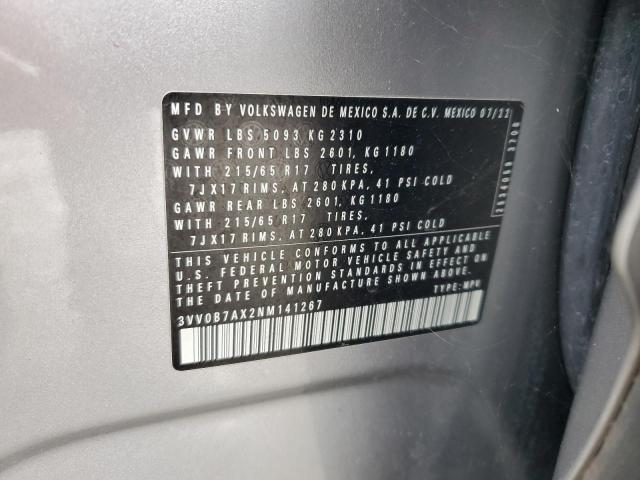 MFD BY VOLKSWAGEN DE MEXICO S.A. DE C.V. MEXICO 07/22
GVWR LBS 5093 KG 2310
GAWR FRONT LBS 2601, KG 1180
WITH 215/65 R17 TIRES,
7JX17 RIMS, AT 280 KPA, 41 PSI COLD
GAWR REAR LBS 2601, KG 1180
WITH 215/65 R17 TIRES,
7JX17 RIMS, AT 280 KPA, 41 PSI COLD
THIS VEHICLE CONFORMS TO ALL APPLICABLE
U.S. FEDERAL MOTOR VEHICLE SAFETY AND
THEFT PREVENTION STANDARDS IN EFFECT ON
THE DATE OF MANUFACTURE SHOWN ABOVE.
TYPE: MPV
3VV0B7AX2NM141267